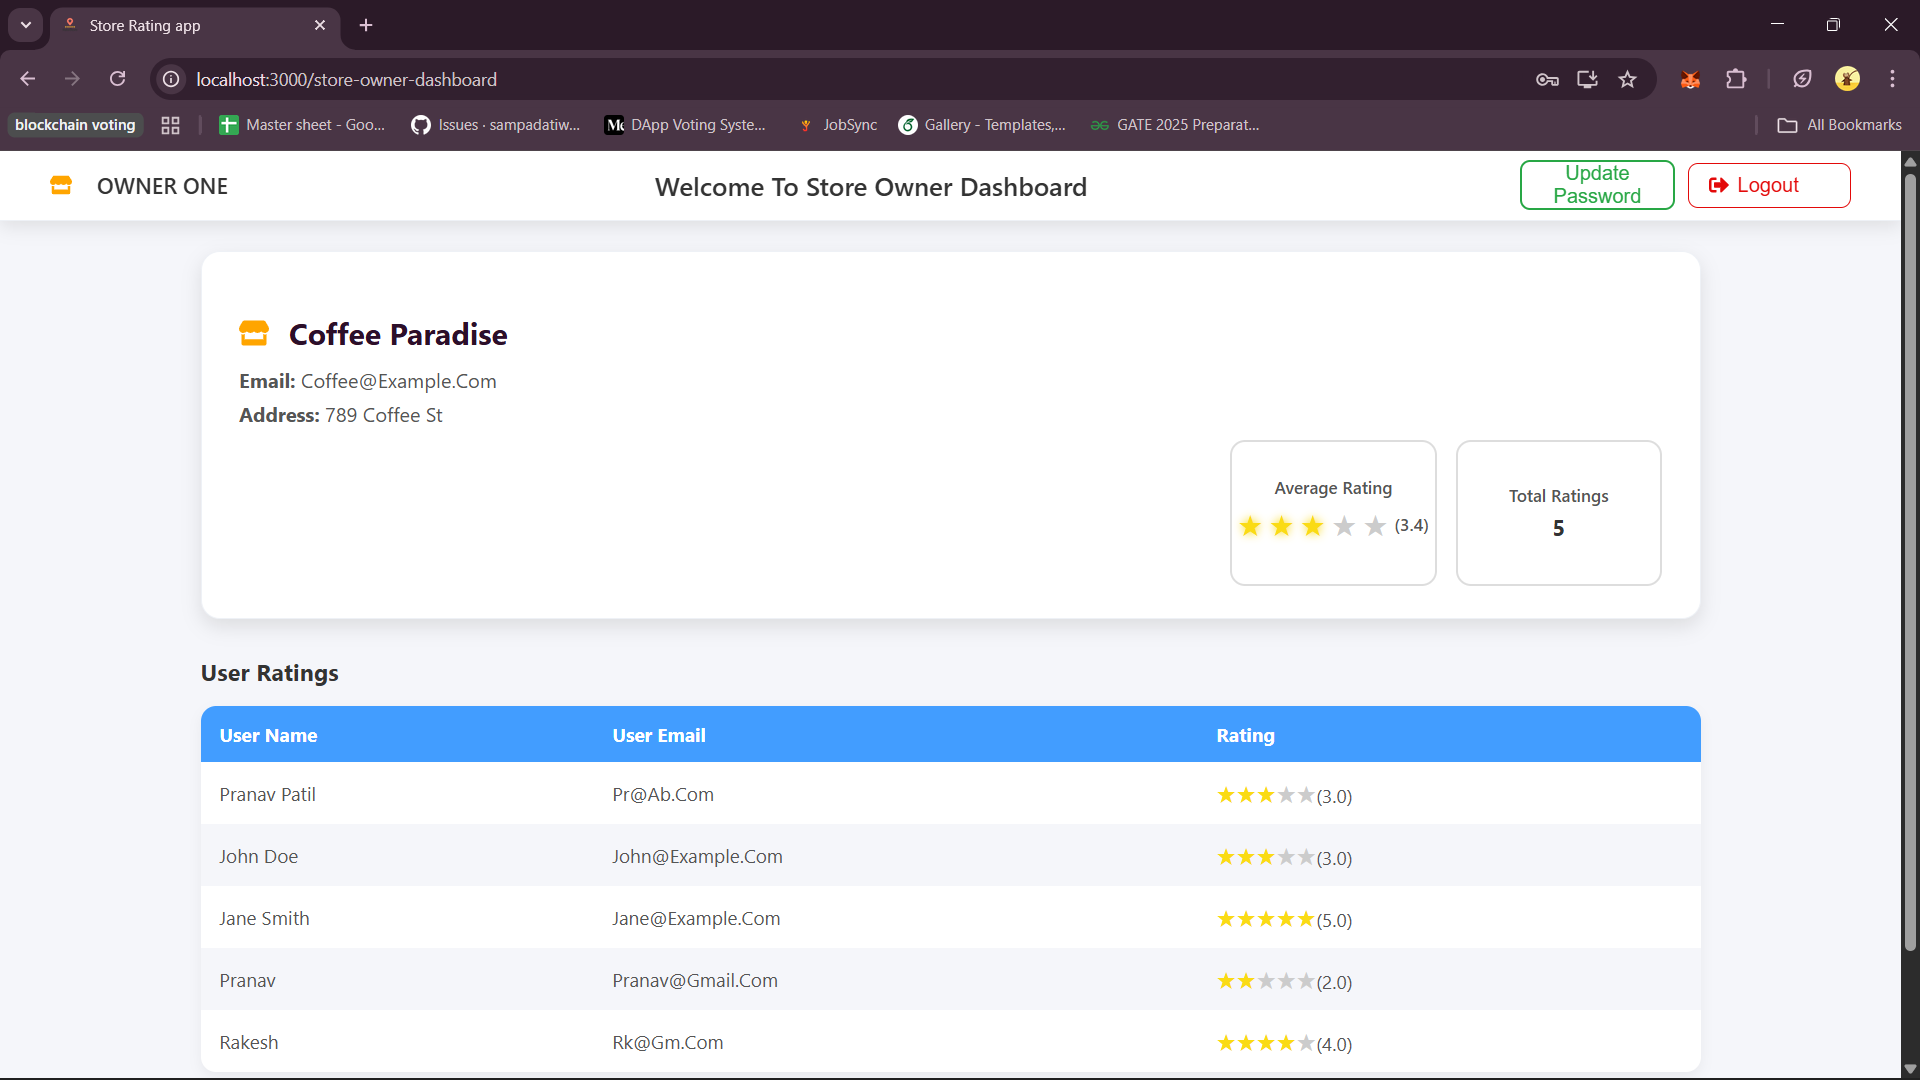 Store Rating app
localhost:3000/store-owner-dashboard
blockchain voting
Master sheet - Goo...
Issues · sampadatiw...
DApp Voting Syste...
JobSync
Gallery - Templates,...
GATE 2025 Preparat...
All Bookmarks
OWNER ONE
Welcome To Store Owner Dashboard
Update
Password
Logout
Coffee Paradise
Email: Coffee@Example.Com
Address: 789 Coffee St
Average Rating
(3.4)
Total Ratings
5
User Ratings
User Name User Email Rating
Pranav Patil Pr@Ab.Com (3.0)
John Doe John@Example.Com (3.0)
Jane Smith Jane@Example.Com (5.0)
Pranav Pranav@Gmail.Com (2.0)
Rakesh Rk@Gm.Com (4.0)